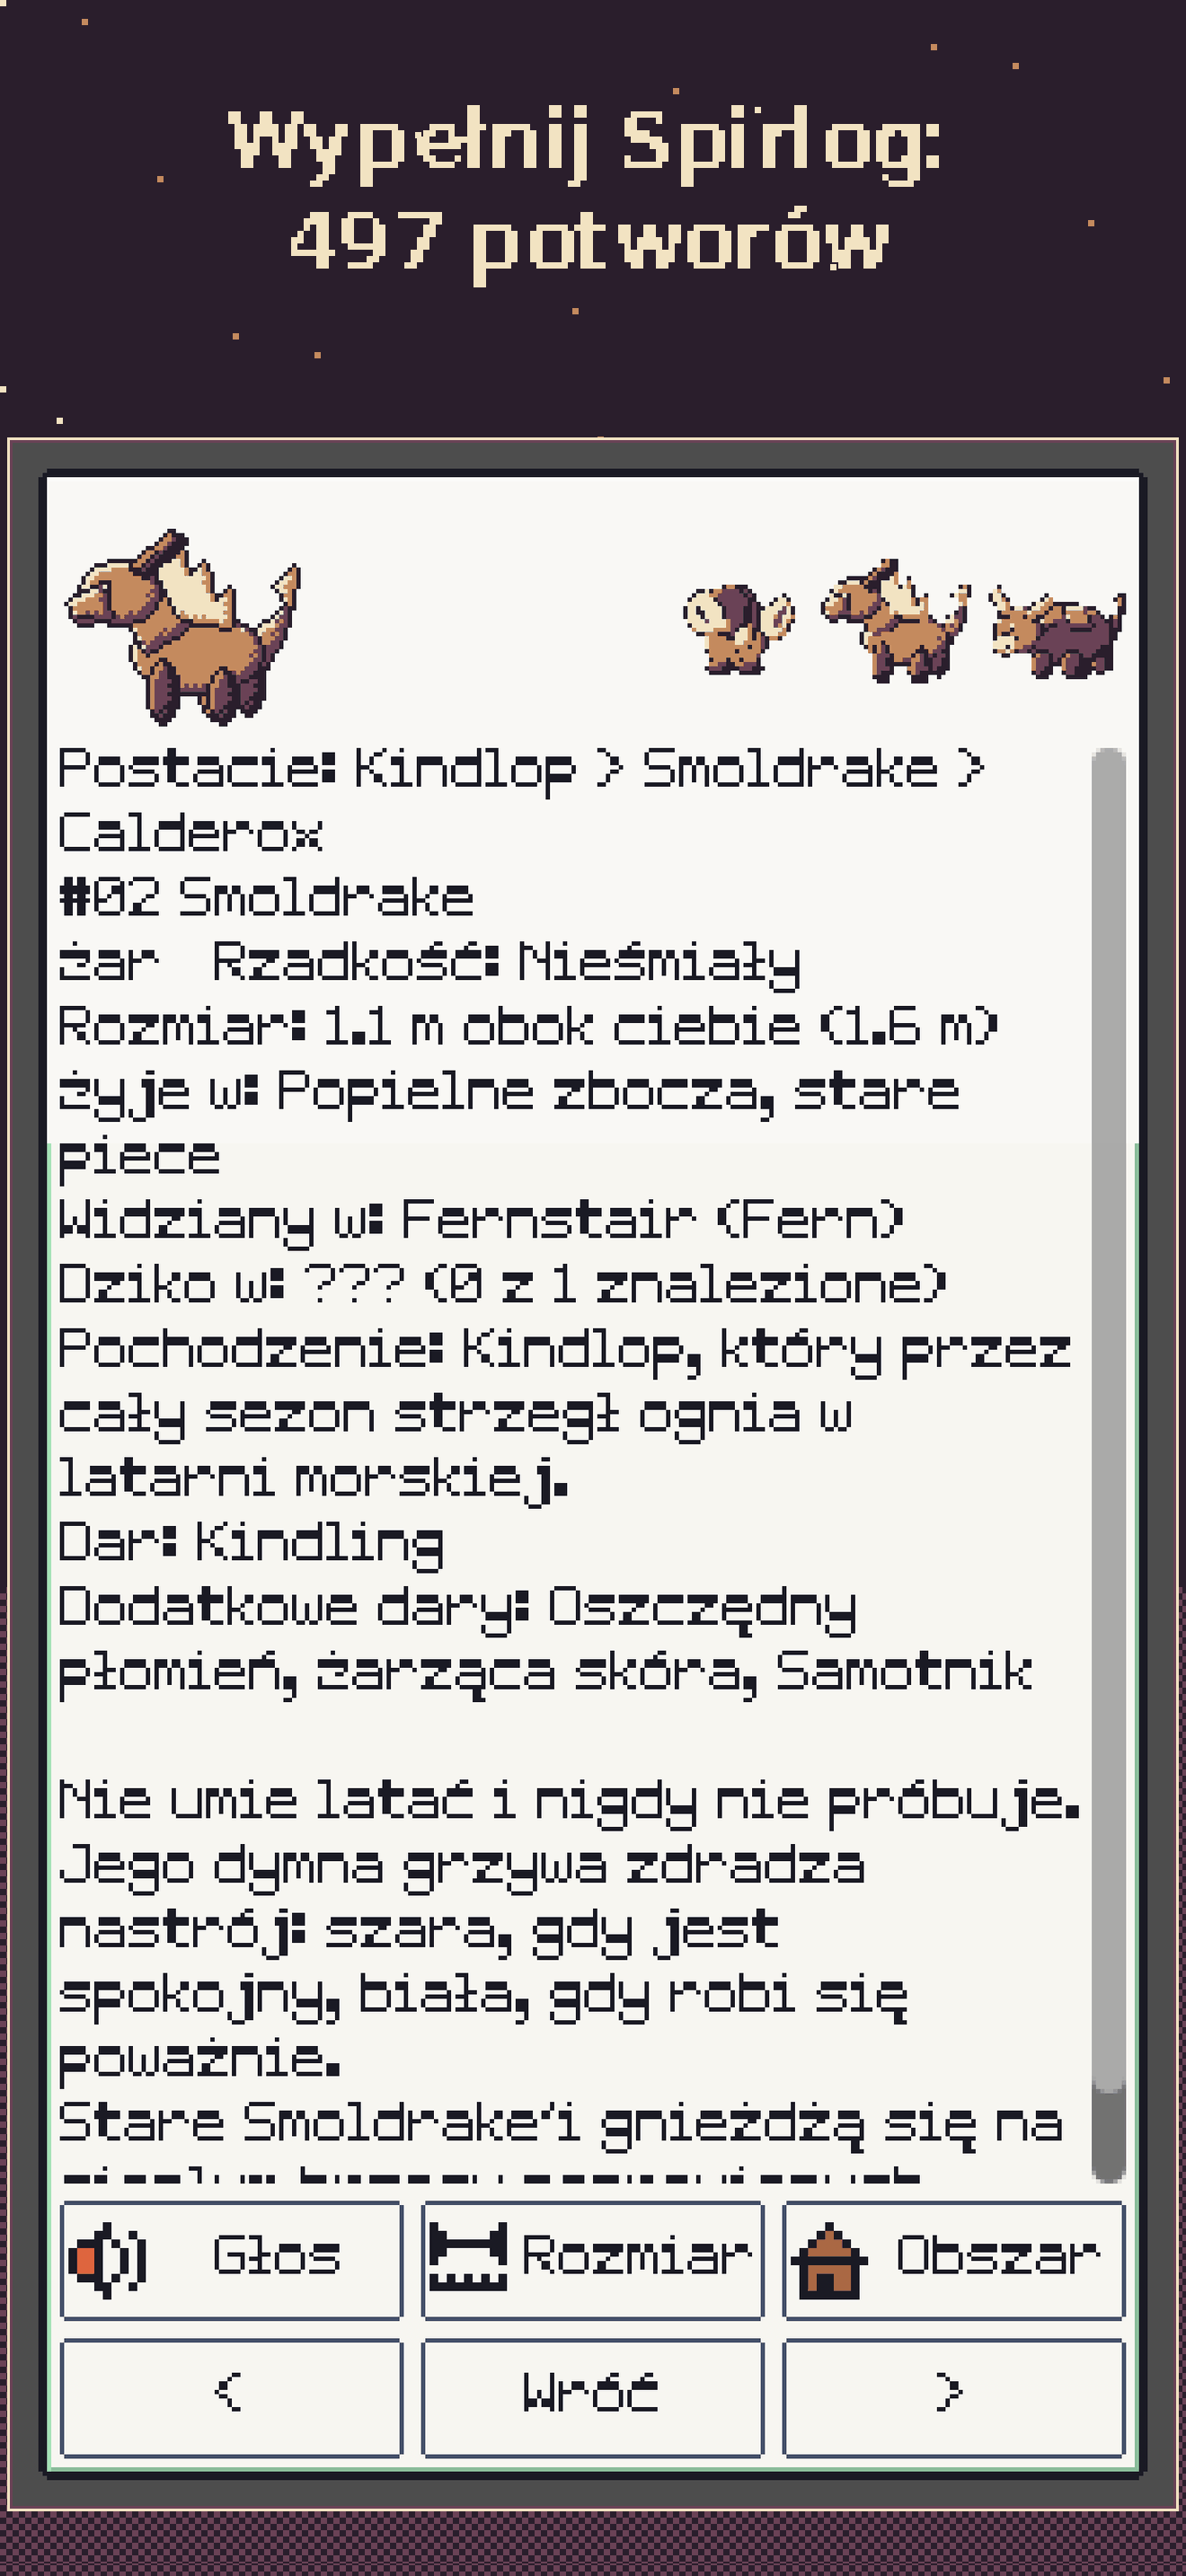 Wypełnij Spirlog:
497 potworów
Postacie: Kindlop > Smoldrake >
Calderox
#02 Smoldrake
żar Rzadkość: Nieśmiały
Rozmiar: 1.1 m obok ciebie (1.6 m)
żyje w: Popielne zbocza, stare
piece
Widziany w: Fernstair (Fern)
Dziko w: ??? (0 z 1 znalezione)
Pochodzenie: Kindlop, który przez
cały sezon strzegł ognia w
latarni morskiej.
Dar: Kindling
Dodatkowe dary: Oszczędny
płomień, żarząca skóra, Samotnik
Nie umie latać i nigdy nie próbuje.
Jego dymna grzywa zdradza
nastrój: szara, gdy jest
spokojny, biała, gdy robi się
poważnie.
Stare Smoldrake'i gnieżdżą się na
Głos
Rozmiar
Obszar
<
Wróć
>